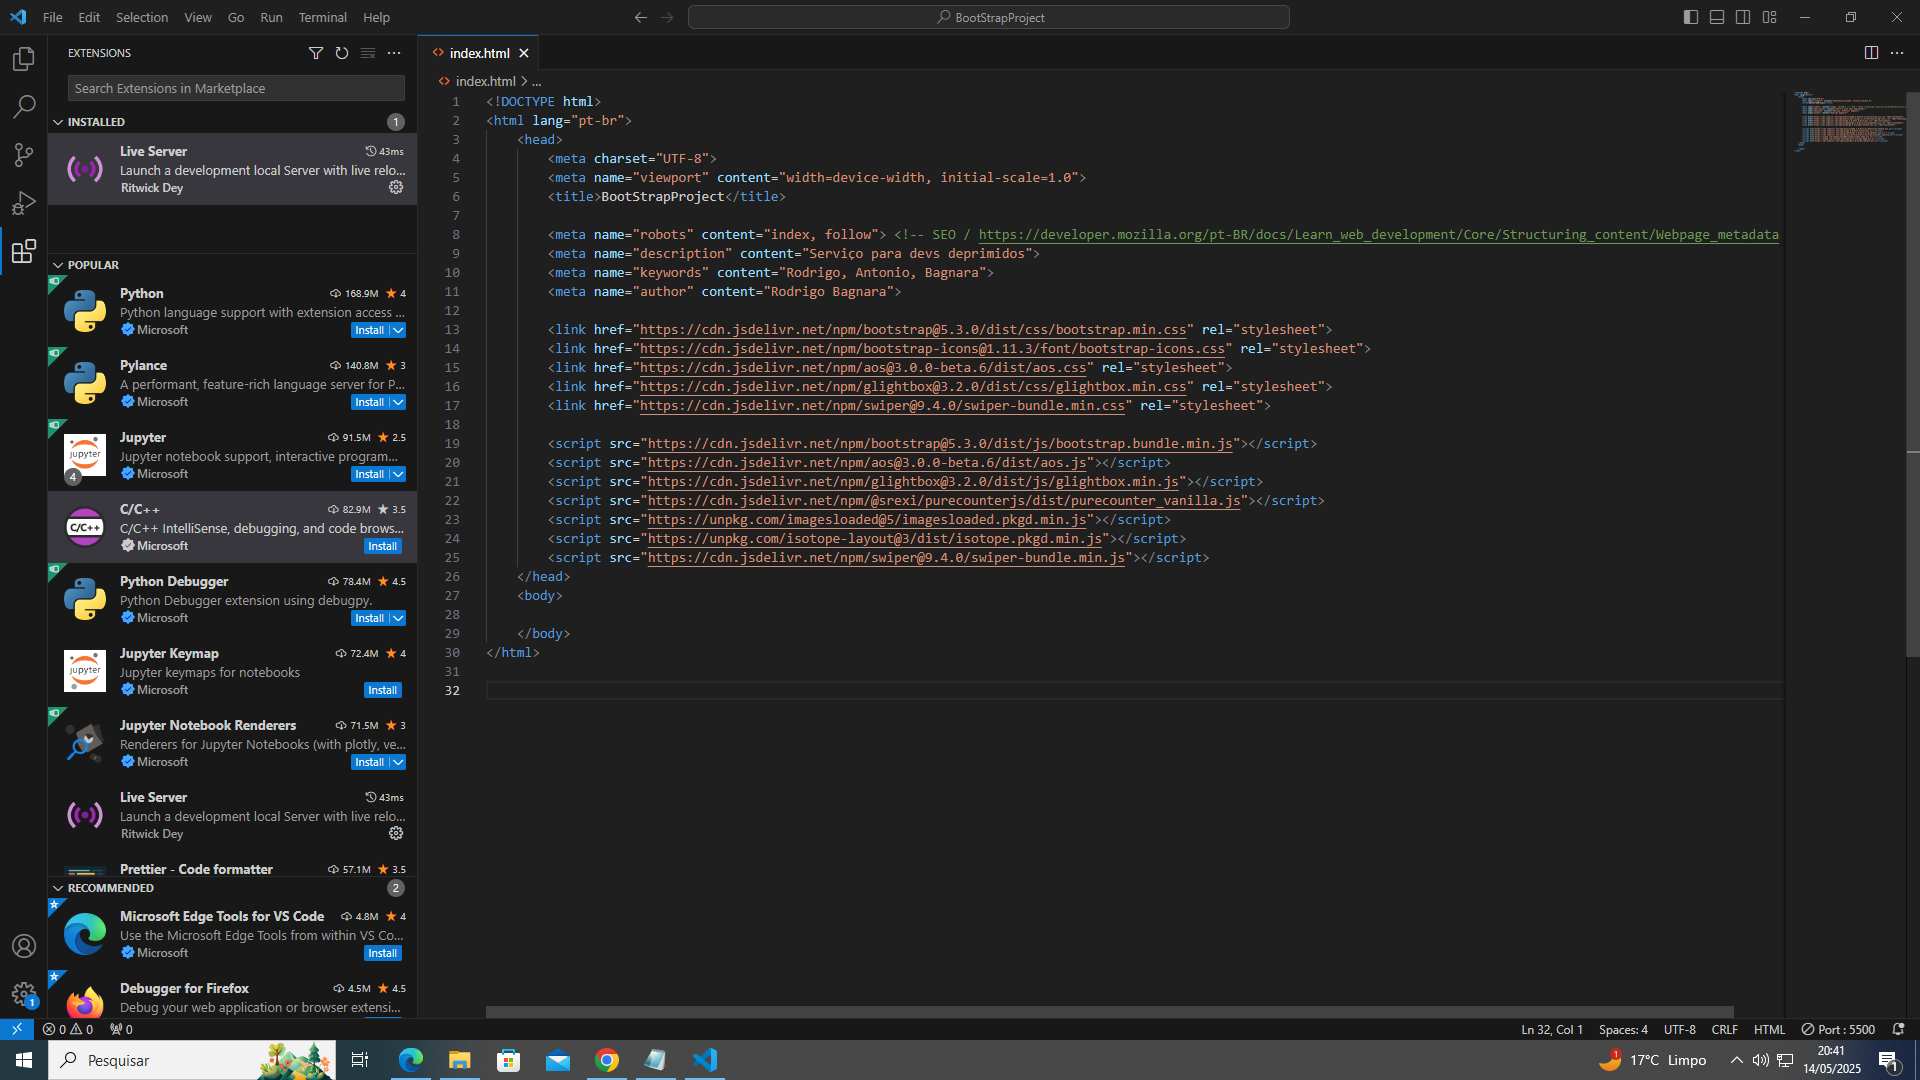 File Edit Selection View Go Run Terminal Help
BootStrapProject
EXTENSIONS
Search Extensions in Marketplace
INSTALLED 1
Live Server 43ms
Launch a development local Server with live relo...
Ritwick Dey
POPULAR
Python 168.9M 4
Python language support with extension access ...
Microsoft Install
Pylance 140.8M 3
A performant, feature-rich language server for P...
Microsoft Install
Jupyter 91.5M 2.5
jupyter
Jupyter notebook support, interactive program...
4
Microsoft Install
C/C++ 82.9M 3.5
C/C++
C/C++ IntelliSense, debugging, and code brows...
Microsoft Install
Python Debugger 78.4M 4.5
Python Debugger extension using debugpy.
Microsoft Install
Jupyter Keymap 72.4M 4
jupyter
Jupyter keymaps for notebooks
Microsoft Install
Jupyter Notebook Renderers 71.5M 3
Renderers for Jupyter Notebooks (with plotly, ve...
Microsoft Install
Live Server 43ms
Launch a development local Server with live relo...
Ritwick Dey
Prettier - Code formatter 57.1M 3.5
RECOMMENDED 2
Microsoft Edge Tools for VS Code 4.8M 4
Use the Microsoft Edge Tools from within VS Co...
Microsoft Install
Debugger for Firefox 4.5M 4.5
Debug your web application or browser extensi...
index.html
index.html > ...
1 <!DOCTYPE html>
2 <html lang="pt-br">
3 <head>
4 <meta charset="UTF-8">
5 <meta name="viewport" content="width=device-width, initial-scale=1.0">
6 <title>BootStrapProject</title>
7
8 <meta name="robots" content="index, follow"> <!-- SEO / https://developer.mozilla.org/pt-BR/docs/Learn_web_development/Core/Structuring_content/Webpage_metadata
9 <meta name="description" content="Serviço para devs deprimidos">
10 <meta name="keywords" content="Rodrigo, Antonio, Bagnara">
11 <meta name="author" content="Rodrigo Bagnara">
12
13 <link href="https://cdn.jsdelivr.net/npm/bootstrap@5.3.0/dist/css/bootstrap.min.css" rel="stylesheet">
14 <link href="https://cdn.jsdelivr.net/npm/bootstrap-icons@1.11.3/font/bootstrap-icons.css" rel="stylesheet">
15 <link href="https://cdn.jsdelivr.net/npm/aos@3.0.0-beta.6/dist/aos.css" rel="stylesheet">
16 <link href="https://cdn.jsdelivr.net/npm/glightbox@3.2.0/dist/css/glightbox.min.css" rel="stylesheet">
17 <link href="https://cdn.jsdelivr.net/npm/swiper@9.4.0/swiper-bundle.min.css" rel="stylesheet">
18
19 <script src="https://cdn.jsdelivr.net/npm/bootstrap@5.3.0/dist/js/bootstrap.bundle.min.js"></script>
20 <script src="https://cdn.jsdelivr.net/npm/aos@3.0.0-beta.6/dist/aos.js"></script>
21 <script src="https://cdn.jsdelivr.net/npm/glightbox@3.2.0/dist/js/glightbox.min.js"></script>
22 <script src="https://cdn.jsdelivr.net/npm/@srexi/purecounterjs/dist/purecounter_vanilla.js"></script>
23 <script src="https://unpkg.com/imagesloaded@5/imagesloaded.pkgd.min.js"></script>
24 <script src="https://unpkg.com/isotope-layout@3/dist/isotope.pkgd.min.js"></script>
25 <script src="https://cdn.jsdelivr.net/npm/swiper@9.4.0/swiper-bundle.min.js"></script>
26 </head>
27 <body>
28
29 </body>
30 </html>
31
32
1
0 0 0
Ln 32, Col 1 Spaces: 4 UTF-8 CRLF HTML Port : 5500
Pesquisar
1 17°C Limpo
20:41
14/05/2025
1